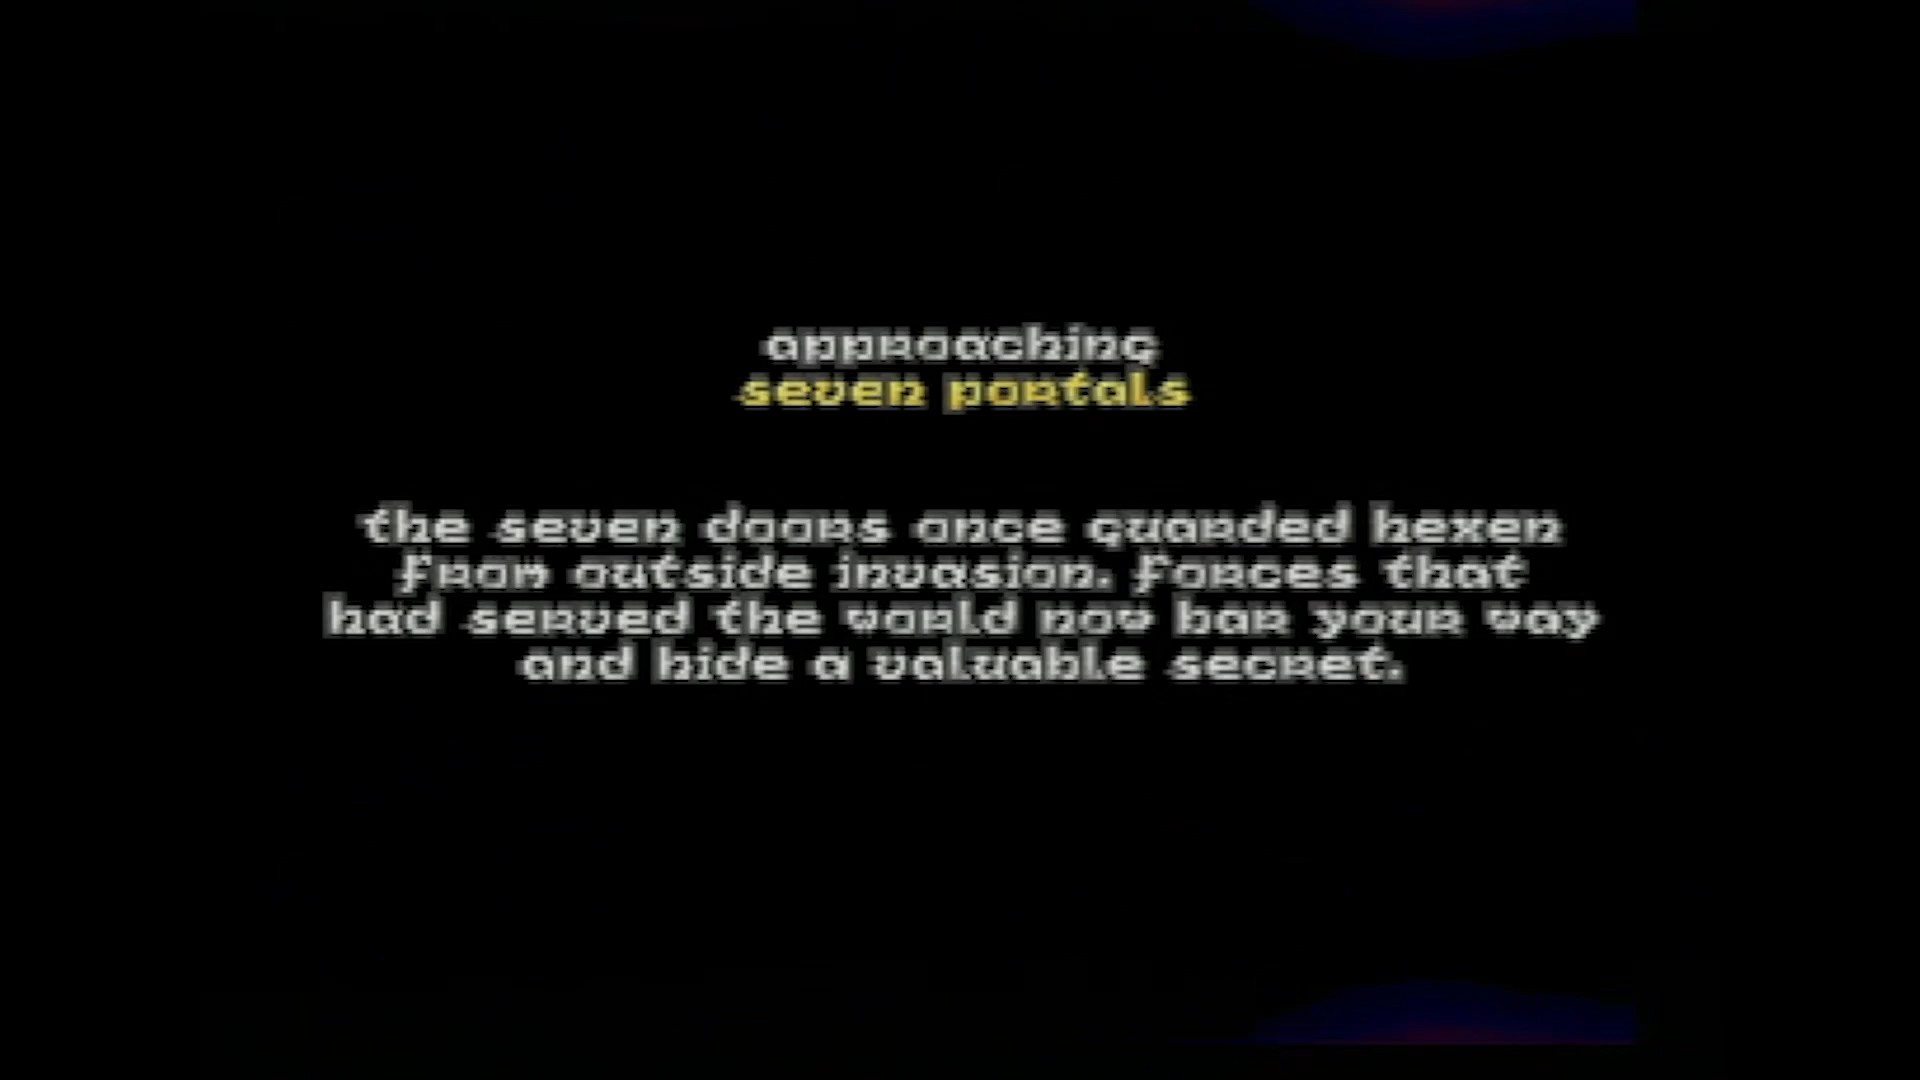 approaching
seven portals
the seven doors once guarded hexen
from outside invasion. forces that
had served the world now bar your way
and hide a valuable secret.